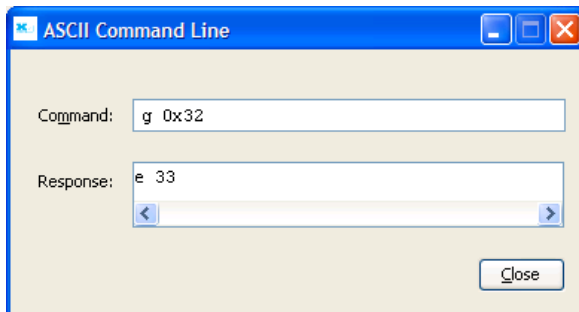 ASCII Command Line
Command: g 0x32
Response: e 33
Close